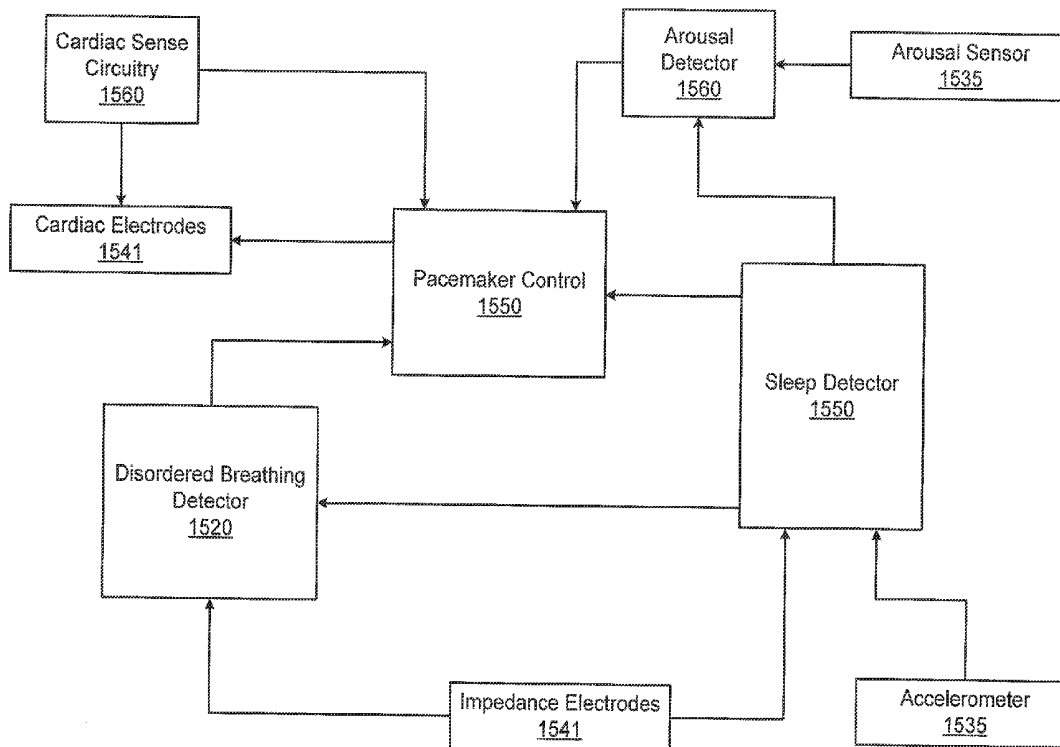 Cardiac Sense
Circuitry
1560
Arousal
Detector
1560
Arousal Sensor
1535
Cardiac Electrodes
1541
Pacemaker Control
1550
Sleep Detector
1550
Disordered Breathing
Detector
1520
Impedance Electrodes
1541
Accelerometer
1535